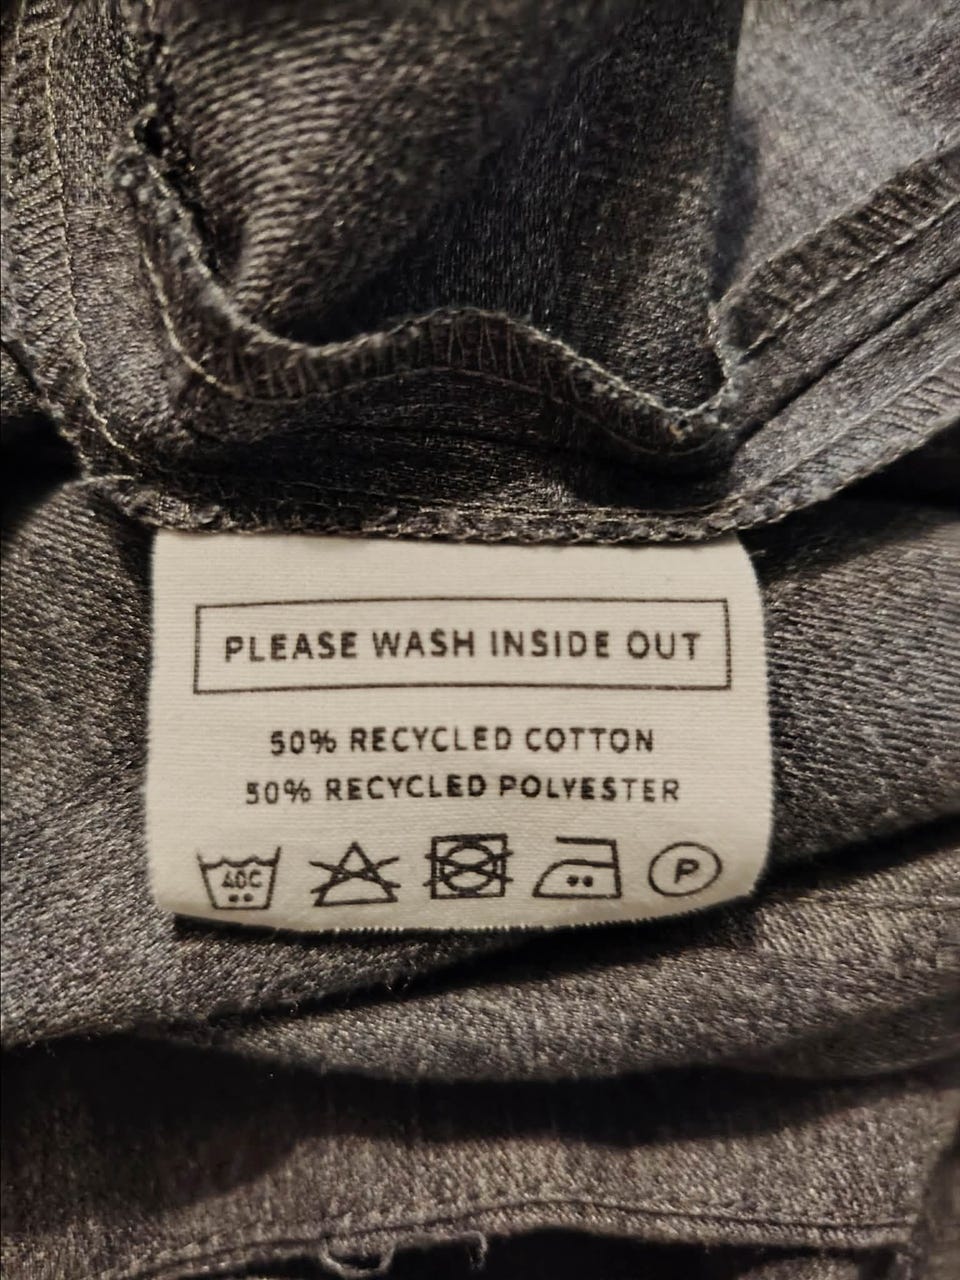 PLEASE WASH INSIDE OUT
50% RECYCLED COTTON
50% RECYCLED POLYESTER
40C
P